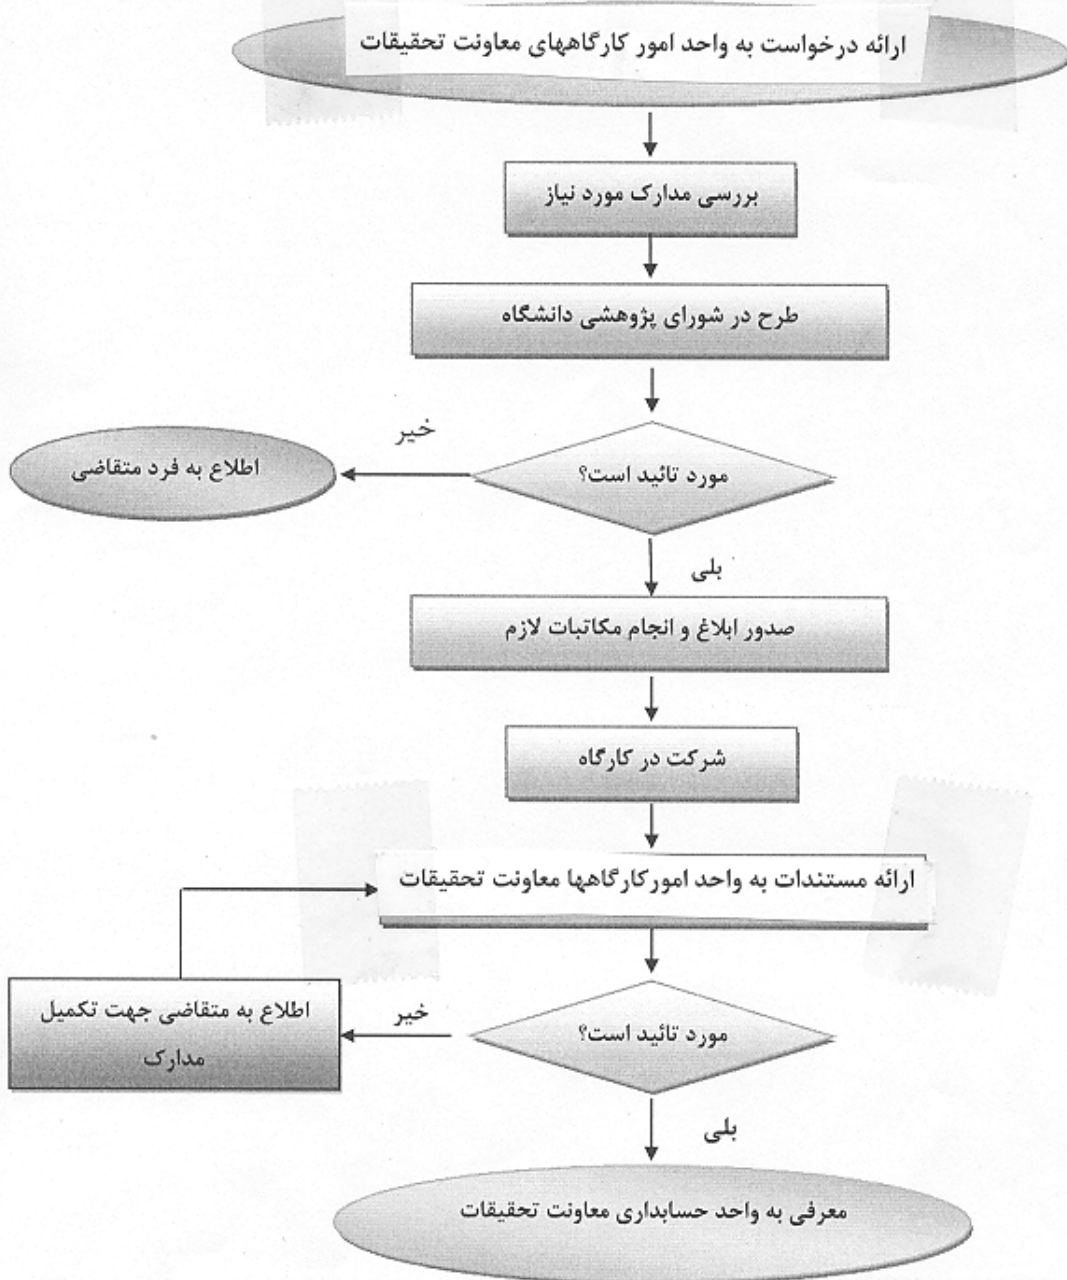 ارائه درخواست به واحد امور کارگاههای معاونت تحقیقات
بررسی مدارک مورد نیاز
طرح در شورای پژوهشی دانشگاه
مورد تائید است؟
خیر
اطلاع به فرد متقاضی
بلی
صدور ابلاغ و انجام مکاتبات لازم
شرکت در کارگاه
ارائه مستندات به واحد امورکارگاهها معاونت تحقیقات
مورد تائید است؟
خیر
اطلاع به متقاضی جهت تکمیل
مدارک
بلی
معرفی به واحد حسابداری معاونت تحقیقات